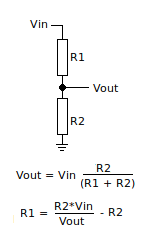 Vin
R1
Vout
R2
Vout = Vin R2
(R1 + R2)
R1 = R2*Vin - R2
Vout